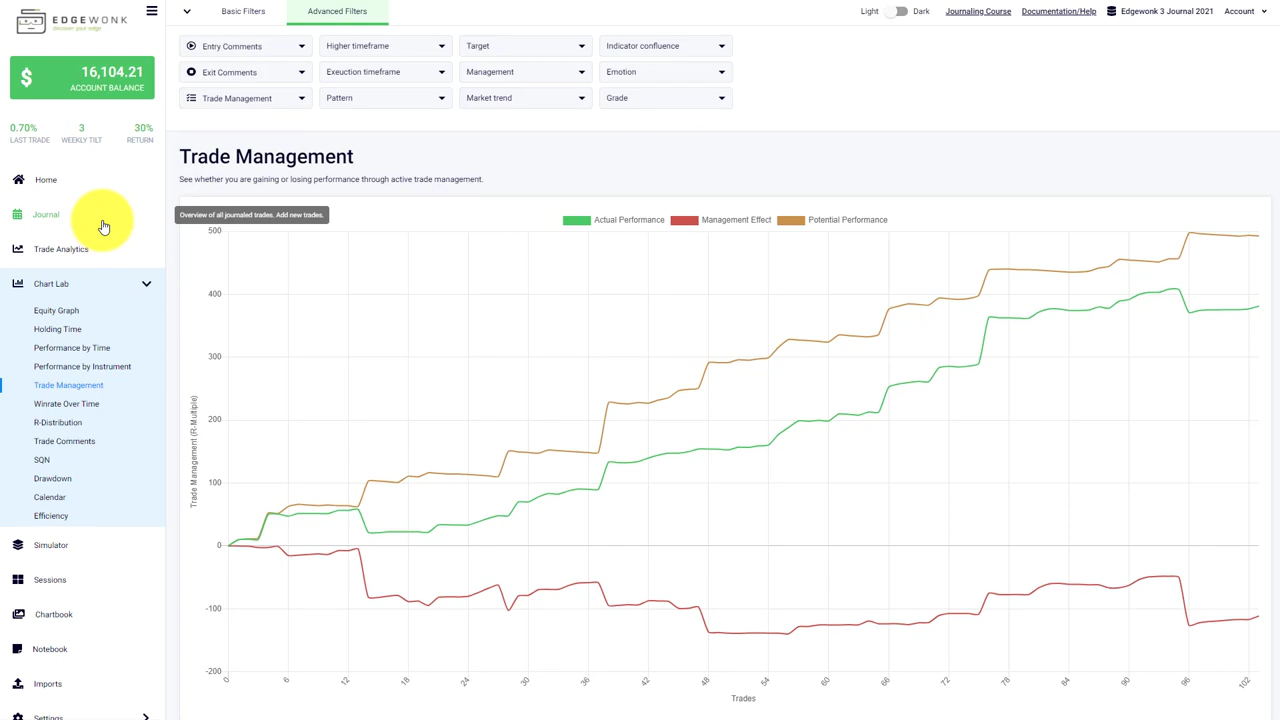 EDGEWONK
discover your edge
$ 16,104.21
ACCOUNT BALANCE
0.70% 3 30%
LAST TRADE WEEKLY TILT RETURN
Home
Journal
Trade Analytics
Chart Lab
Equity Graph
Holding Time
Performance by Time
Performance by Instrument
Trade Management
Winrate Over Time
R-Distribution
Trade Comments
SQN
Drawdown
Calendar
Efficiency
Simulator
Sessions
Chartbook
Notebook
Imports
Settings
Basic Filters Advanced Filters
Light Dark Journaling Course Documentation/Help Edgewonk 3 Journal 2021 Account
Entry Comments Higher timeframe Target Indicator confluence
Exit Comments Exeuction timeframe Management Emotion
Trade Management Pattern Market trend Grade
Trade Management
See whether you are gaining or losing performance through active trade management.
Overview of all journaled trades. Add new trades.
Actual Performance Management Effect Potential Performance
500
400
300
200
100
0
-100
-200
Trade Management (R-Multiple)
0 6 12 18 24 30 36 42 48 54 60 66 72 78 84 90 96 102
Trades